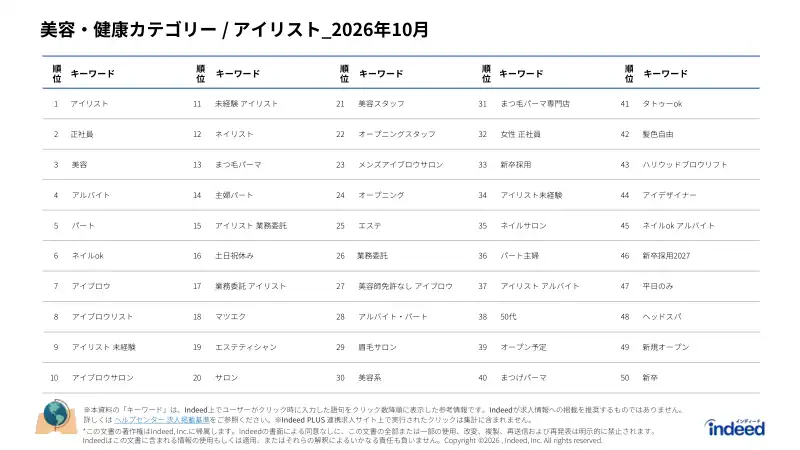 美容・健康カテゴリー / アイリスト_2026年10月
順位 キーワード 順位 キーワード 順位 キーワード 順位 キーワード 順位 キーワード
1 アイリスト 11 未経験 アイリスト 21 美容スタッフ 31 まつ毛パーマ専門店 41 タトゥーok
2 正社員 12 ネイリスト 22 オープニングスタッフ 32 女性 正社員 42 髪色自由
3 美容 13 まつ毛パーマ 23 メンズアイブロウサロン 33 新卒採用 43 ハリウッドブロウリフト
4 アルバイト 14 主婦パート 24 オープニング 34 アイリスト未経験 44 アイデザイナー
5 パート 15 アイリスト 業務委託 25 エステ 35 ネイルサロン 45 ネイルok アルバイト
6 ネイルok 16 土日祝休み 26 業務委託 36 パート主婦 46 新卒採用2027
7 アイブロウ 17 業務委託 アイリスト 27 美容師免許なし アイブロウ 37 アイリスト アルバイト 47 平日のみ
8 アイブロウリスト 18 マツエク 28 アルバイト・パート 38 50代 48 ヘッドスパ
9 アイリスト 未経験 19 エステティシャン 29 眉毛サロン 39 オープン予定 49 新規オープン
10 アイブロウサロン 20 サロン 30 美容系 40 まつげパーマ 50 新卒
※本資料の「キーワード」は、Indeed上でユーザーがクリック時に入力した語句をクリック数降順に表示した参考情報です。Indeedが求人情報への掲載を推奨するものではありません。
詳しくは ヘルプセンター 求人掲載基準をご参照ください。※Indeed PLUS 連携求人サイト上で実行されたクリックは集計に含まれません。
*この文書の著作権はIndeed, Inc.に帰属します。Indeedの書面による同意なしに、この文書の全部または一部の使用、改変、複製、再送信および再発表は明示的に禁止されます。
Indeedはこの文書に含まれる情報の使用もしくは適用、またはそれらの解釈によるいかなる責任も負いません。Copyright ©2026 , Indeed, Inc. All rights reserved.
インディード
indeed